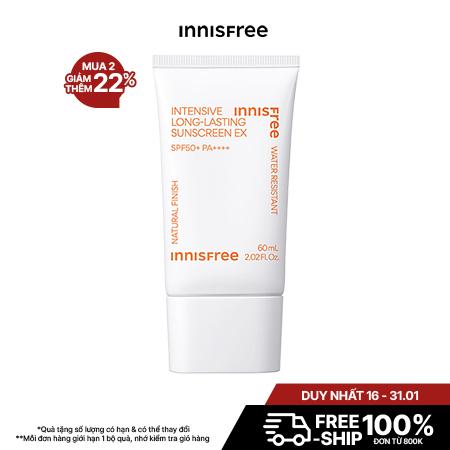 innisfree
MUA 2
GIẢM THÊM 22%
INTENSIVE
LONG-LASTING
SUNSCREEN EX
SPF50+ PA++++
innisfree
WATER RESISTANT
NATURAL FINISH
60 mL
2.02 FL.Oz.
innisfree
DUY NHẤT 16 - 31.01
FREE -SHIP 100%
ĐƠN TỪ 800K
*Quà tặng số lượng có hạn & có thể thay đổi
**Mỗi đơn hàng giới hạn 1 bộ quà, nhớ kiểm tra giỏ hàng